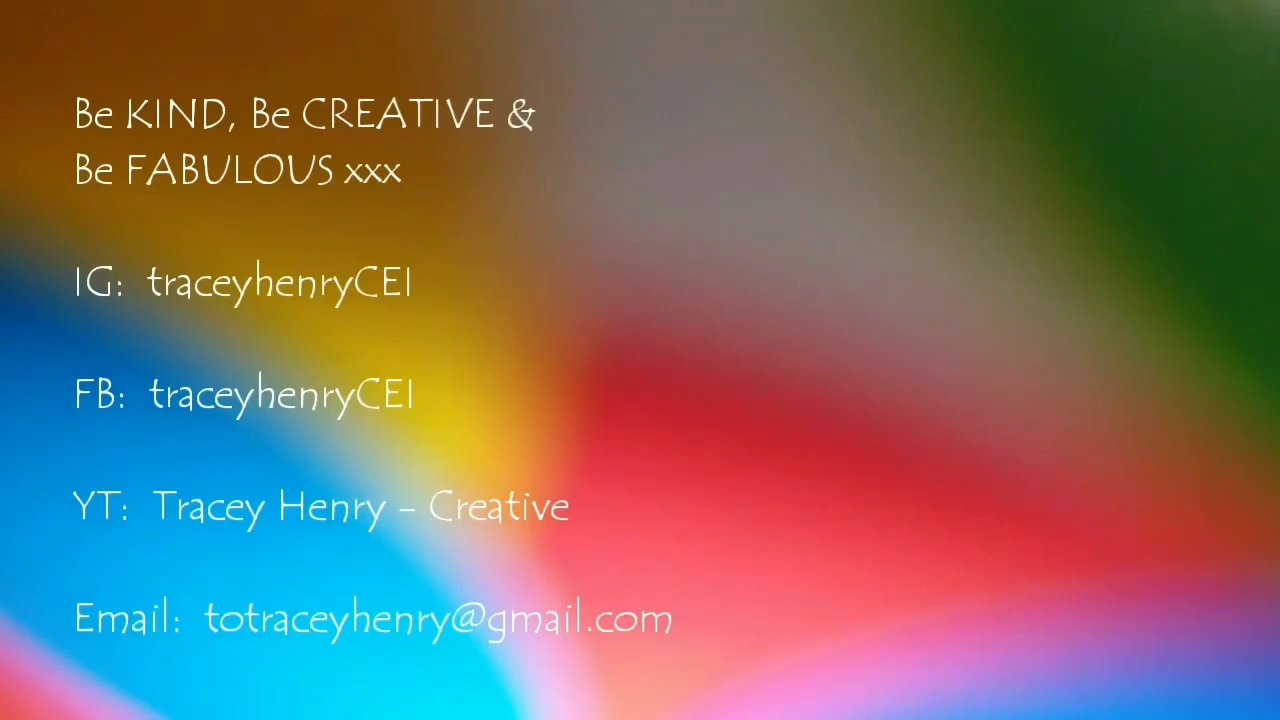 Be KIND, Be CREATIVE &
Be FABULOUS xxx
IG: traceyhenryCEI
FB: traceyhenryCEI
YT: Tracey Henry - Creative
Email: totraceyhenry@gmail.com